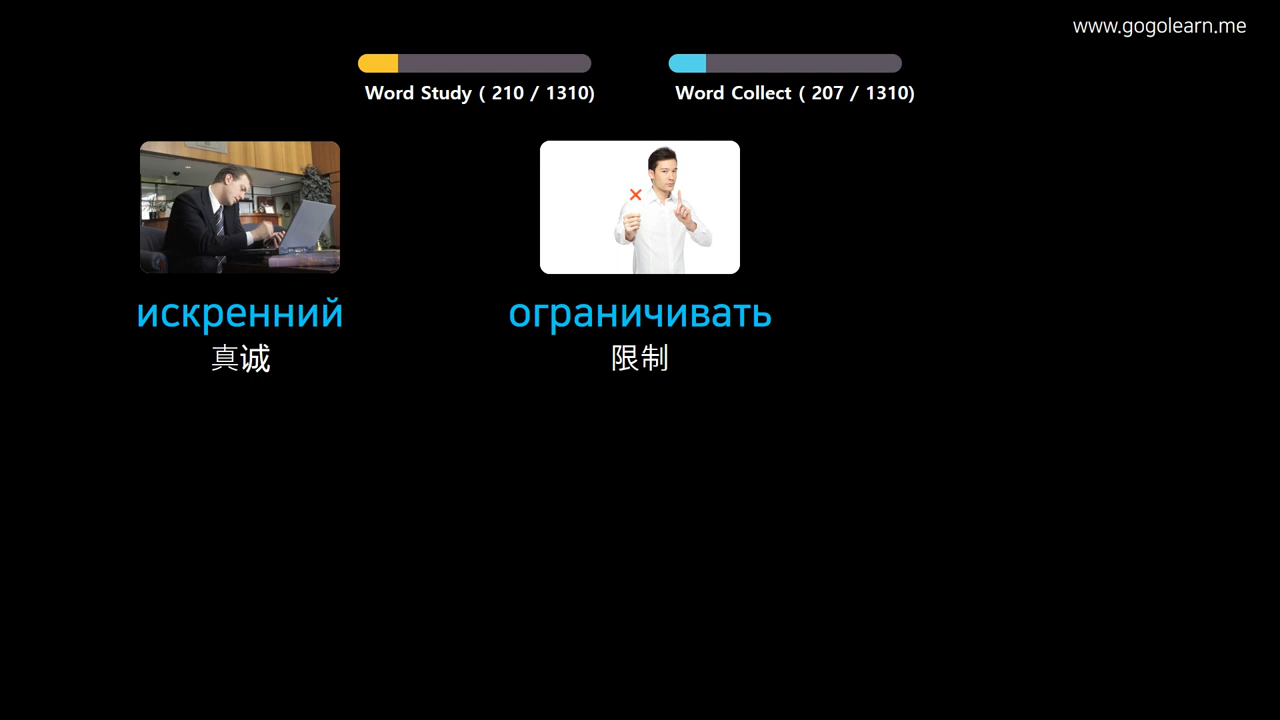 www.gogolearn.me
Word Study ( 210 / 1310)
Word Collect ( 207 / 1310)
искренний
真诚
ограничивать
限制